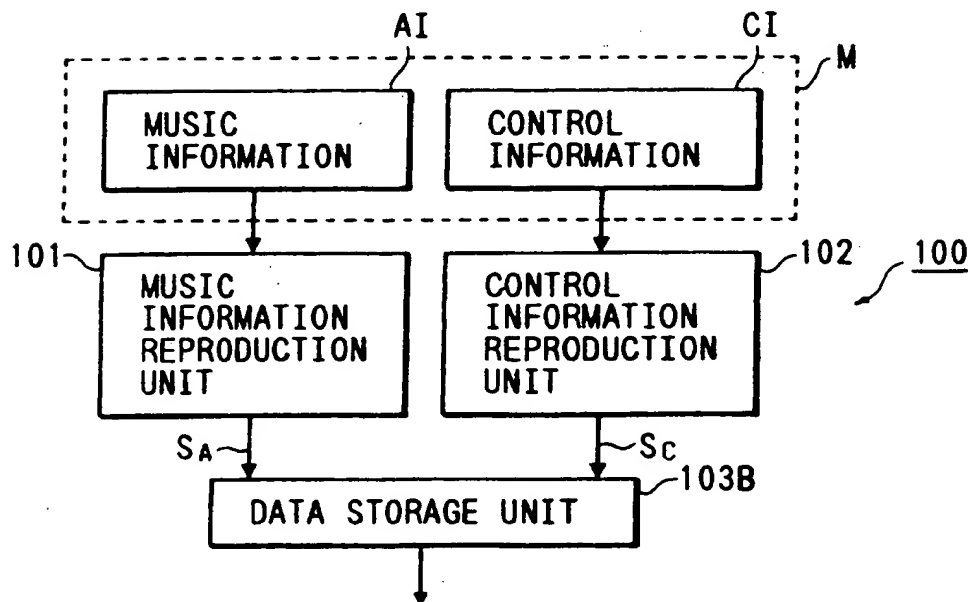 AI
CI
M
MUSIC
INFORMATION
CONTROL
INFORMATION
101
102
100
MUSIC
INFORMATION
REPRODUCTION
UNIT
CONTROL
INFORMATION
REPRODUCTION
UNIT
SA
SC
103B
DATA STORAGE UNIT